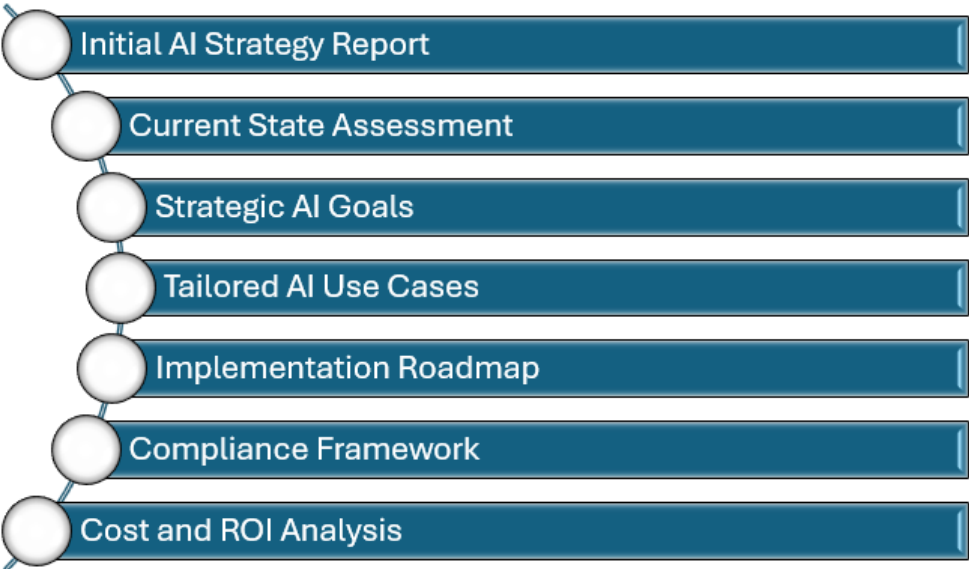 Initial AI Strategy Report
Current State Assessment
Strategic AI Goals
Tailored AI Use Cases
Implementation Roadmap
Compliance Framework
Cost and ROI Analysis